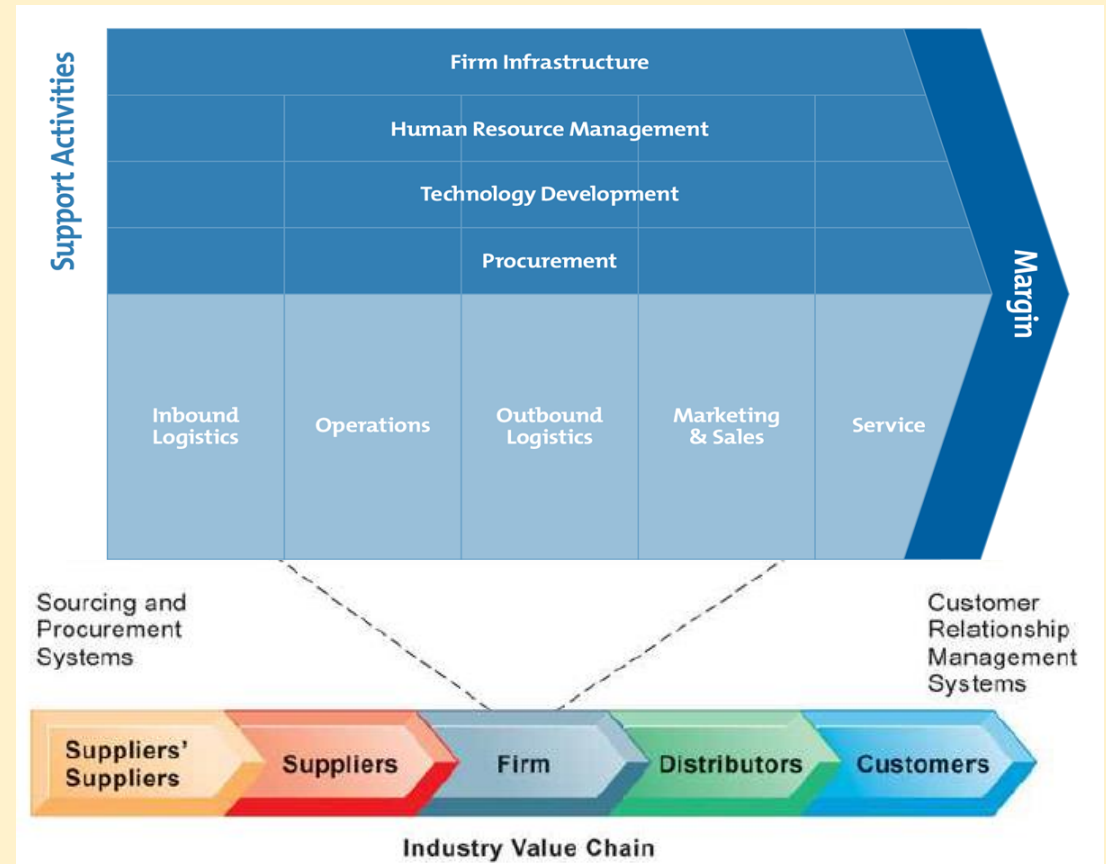 Support Activities
Firm Infrastructure
Human Resource Management
Technology Development
Procurement
Inbound
Logistics
Operations
Outbound
Logistics
Marketing
& Sales
Service
Margin
Sourcing and
Procurement
Systems
Customer
Relationship
Management
Systems
Suppliers’
Suppliers
Suppliers
Firm
Distributors
Customers
Industry Value Chain